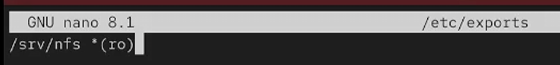 GNU nano 8.1 /etc/exports
/srv/nfs *(ro)